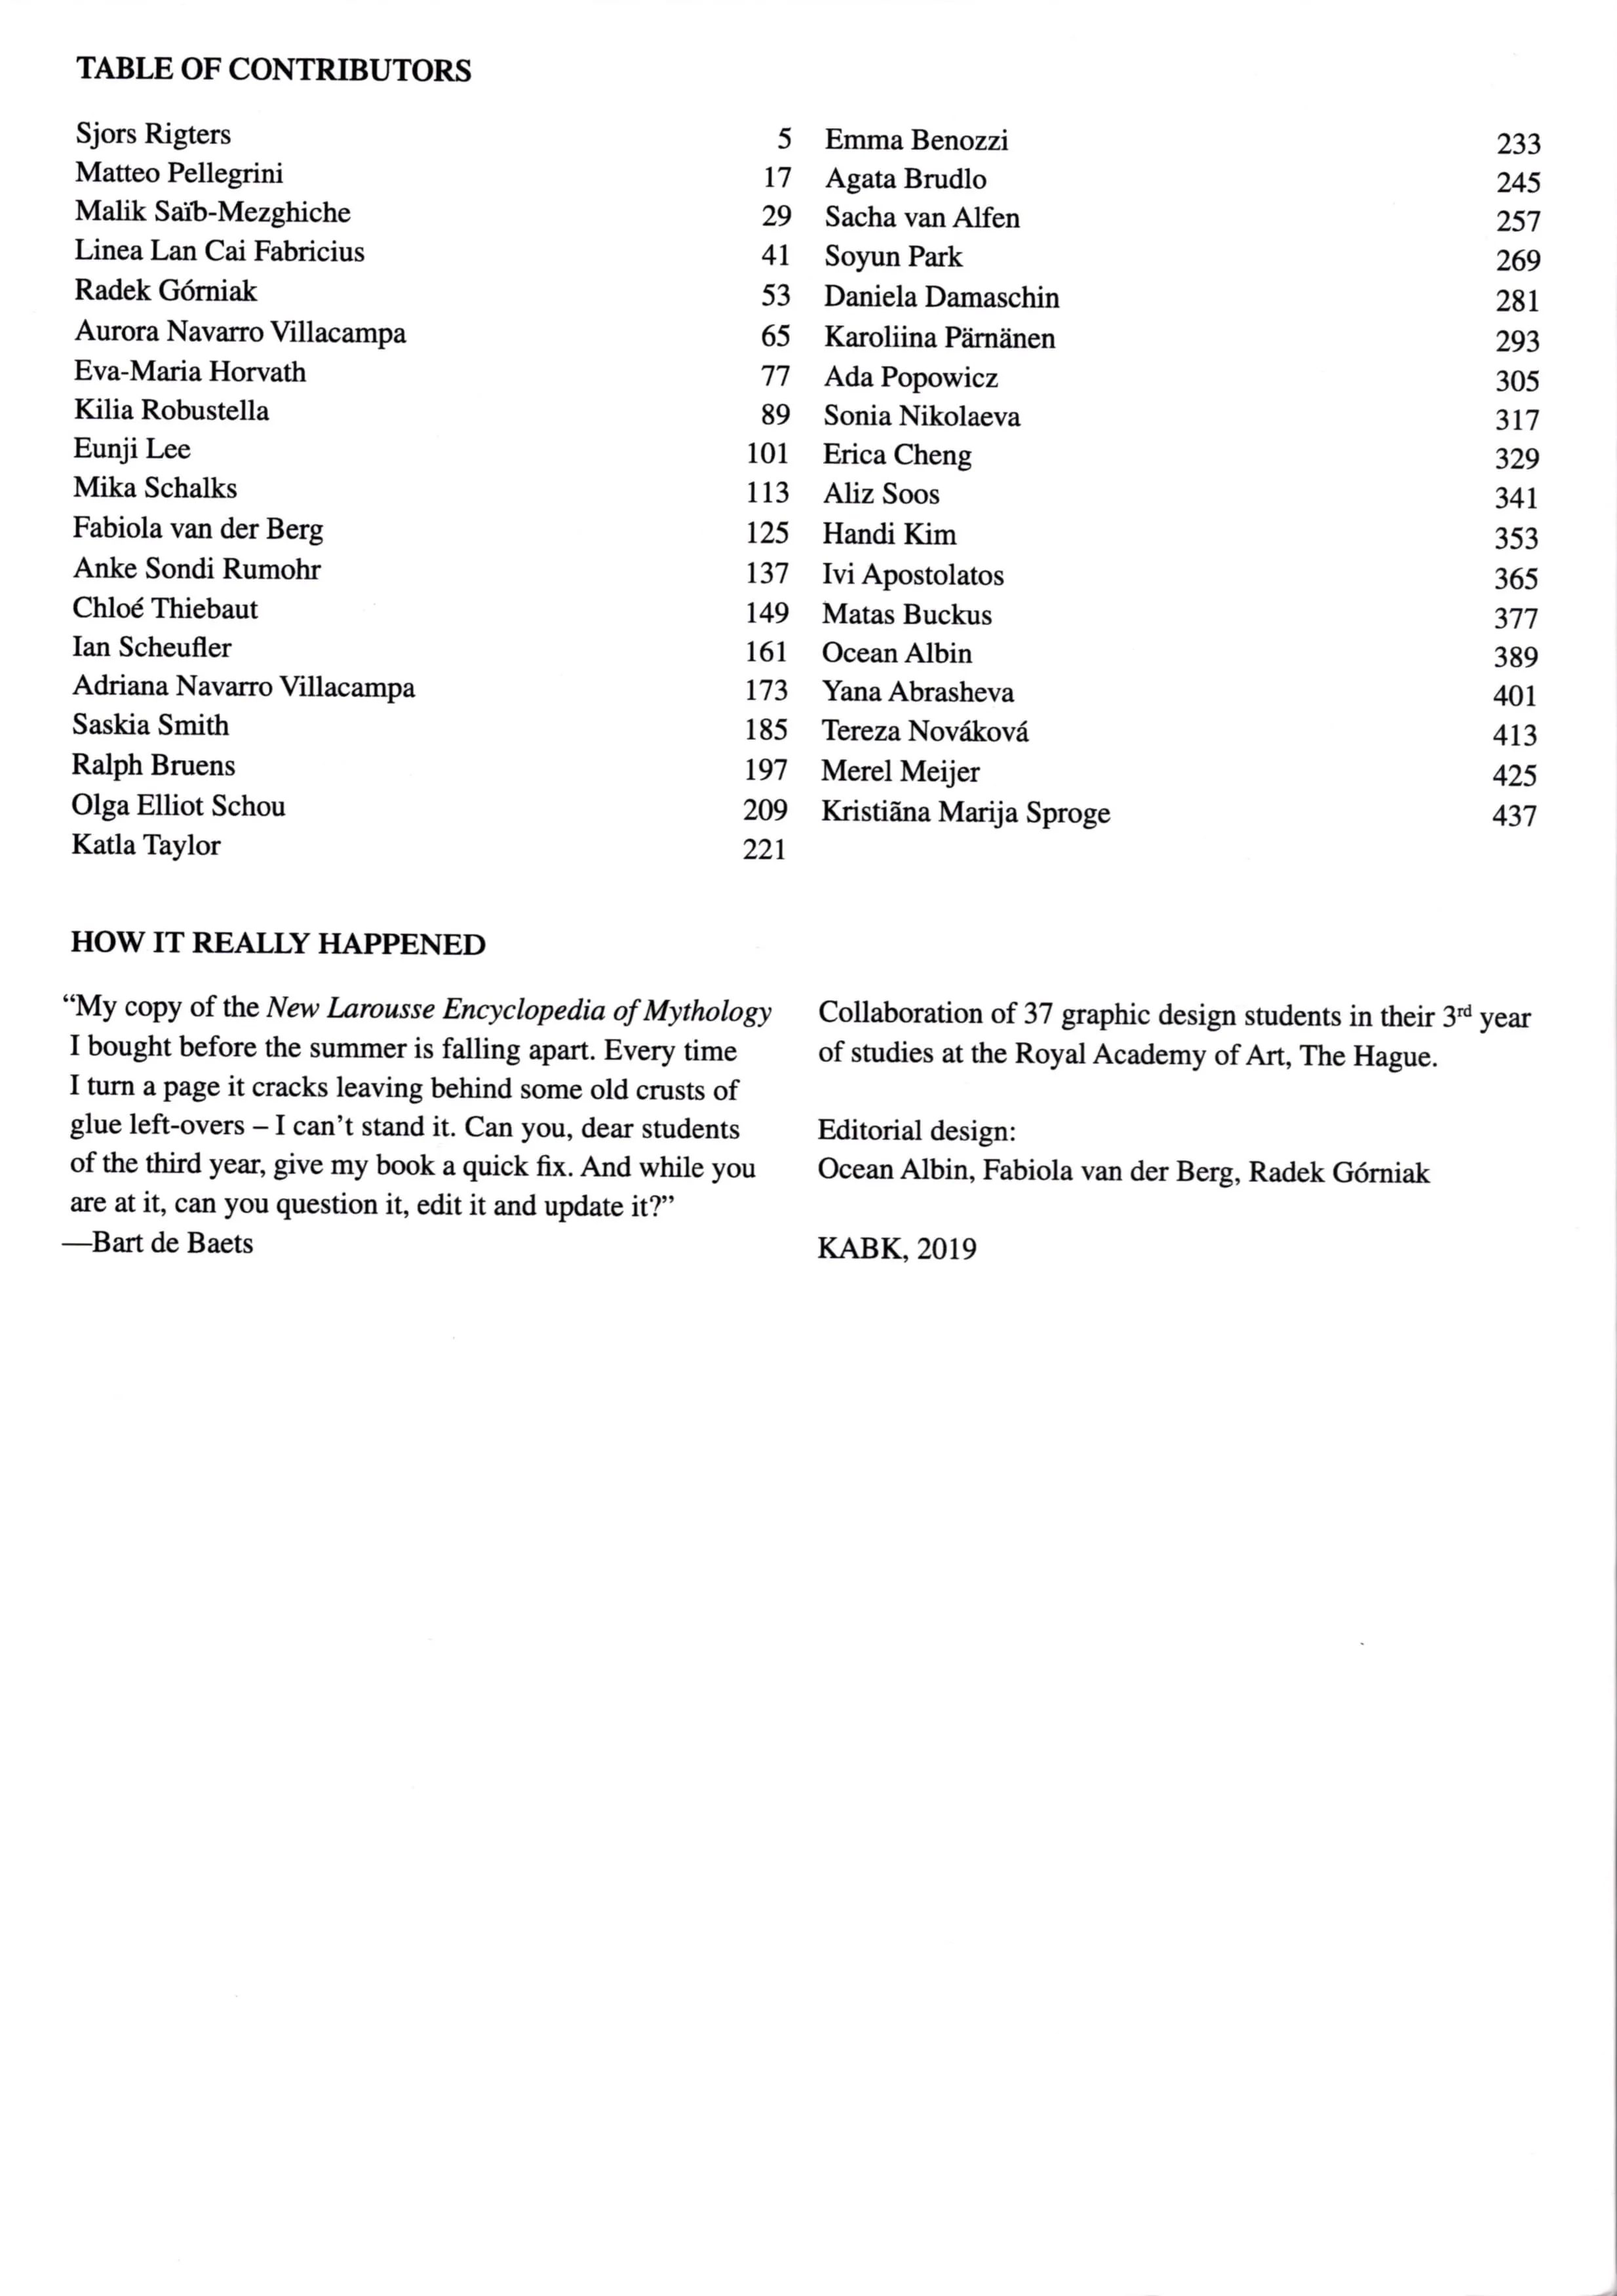 TABLE OF CONTRIBUTORS
Sjors Rigters 5
Matteo Pellegrini 17
Malik Saïb-Mezghiche 29
Linea Lan Cai Fabricius 41
Radek Górniak 53
Aurora Navarro Villacampa 65
Eva-Maria Horvath 77
Kilia Robustella 89
Eunji Lee 101
Mika Schalks 113
Fabiola van der Berg 125
Anke Sondi Rumohr 137
Chloé Thiebaut 149
Ian Scheufler 161
Adriana Navarro Villacampa 173
Saskia Smith 185
Ralph Bruens 197
Olga Elliot Schou 209
Katla Taylor 221
Emma Benozzi 233
Agata Brudlo 245
Sacha van Alfen 257
Soyun Park 269
Daniela Damaschin 281
Karoliina Pärnänen 293
Ada Popowicz 305
Sonia Nikolaeva 317
Erica Cheng 329
Aliz Soos 341
Handi Kim 353
Ivi Apostolatos 365
Matas Buckus 377
Ocean Albin 389
Yana Abrasheva 401
Tereza Nováková 413
Merel Meijer 425
Kristiãna Marija Sproge 437
HOW IT REALLY HAPPENED
“My copy of the New Larousse Encyclopedia of Mythology
I bought before the summer is falling apart. Every time
I turn a page it cracks leaving behind some old crusts of
glue left-overs – I can’t stand it. Can you, dear students
of the third year, give my book a quick fix. And while you
are at it, can you question it, edit it and update it?”
—Bart de Baets
Collaboration of 37 graphic design students in their 3rd year
of studies at the Royal Academy of Art, The Hague.
Editorial design:
Ocean Albin, Fabiola van der Berg, Radek Górniak
KABK, 2019